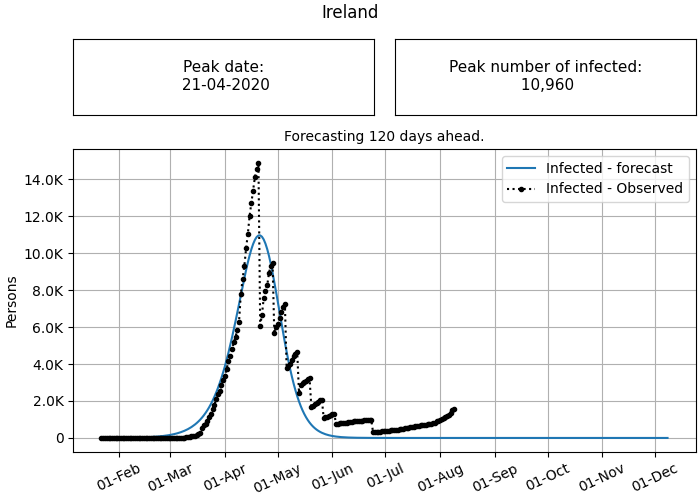 Ireland
Peak date:
21-04-2020
Peak number of infected:
10,960
Forecasting 120 days ahead.
Infected - forecast
Infected - Observed
14.0K
12.0K
10.0K
8.0K
6.0K
4.0K
2.0K
0
Persons
01-Feb
01-Mar
01-Apr
01-May
01-Jun
01-Jul
01-Aug
01-Sep
01-Oct
01-Nov
01-Dec